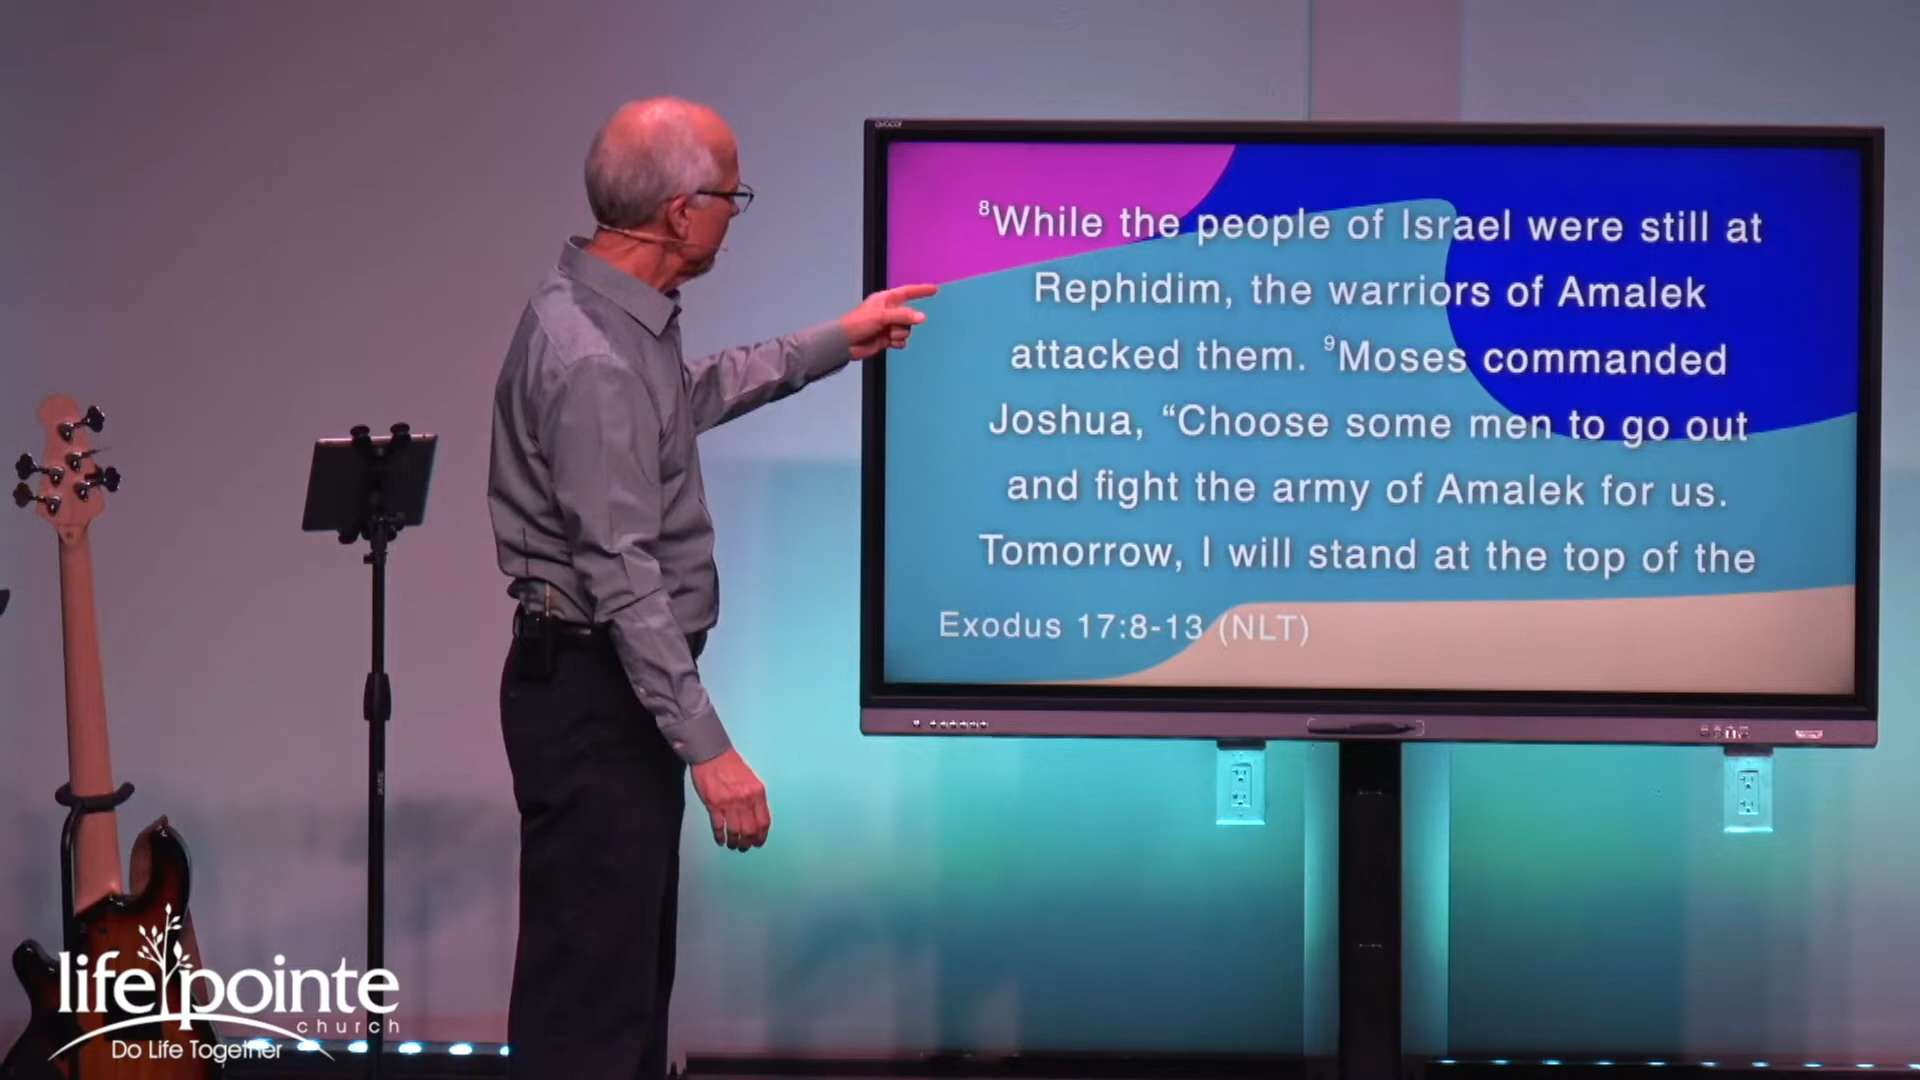 avocor
⁸While the people of Israel were still at
Rephidim, the warriors of Amalek
attacked them. ⁹Moses commanded
Joshua, “Choose some men to go out
and fight the army of Amalek for us.
Tomorrow, I will stand at the top of the
Exodus 17:8-13 (NLT)
life pointe
church
Do Life Together